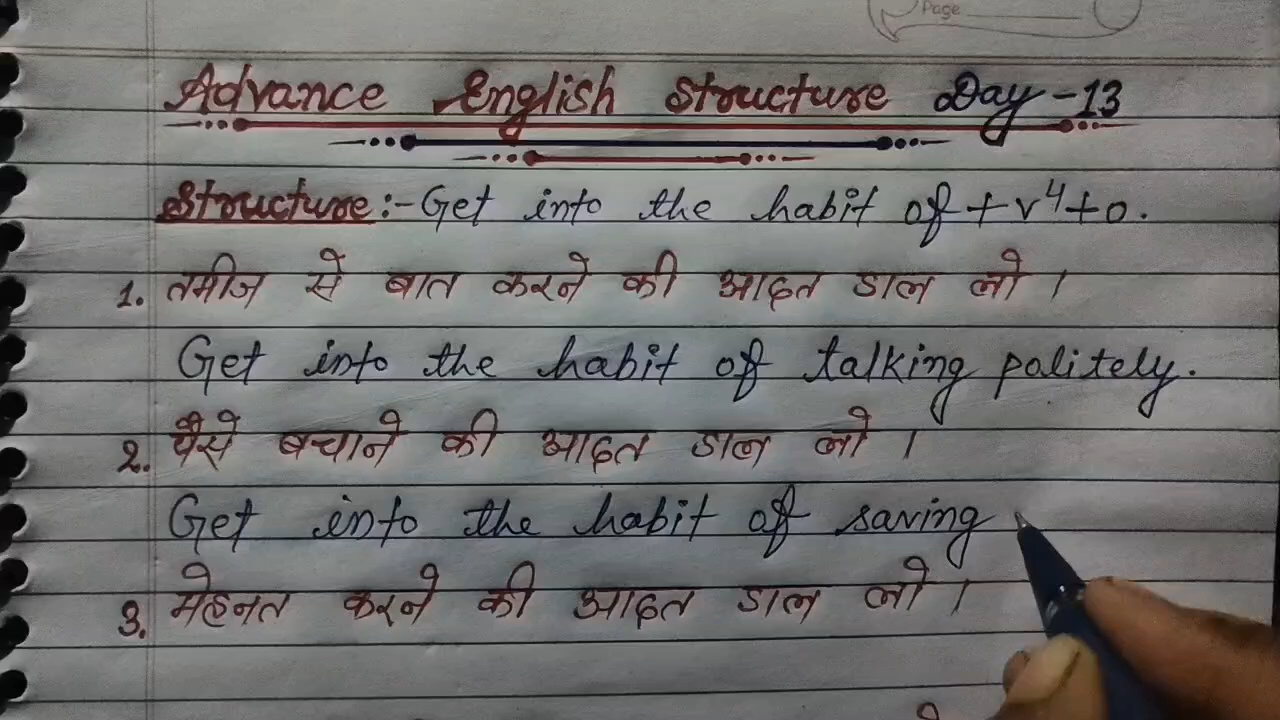 Page
Advance English Structure Day-13
Structure:- Get into the habit of + v⁴ + o.
1. तमीज से बात करने की आदत डाल लो ।
Get into the habit of talking politely.
2. पैसे बचाने की आदत डाल लो ।
Get into the habit of saving
3. मेहनत करने की आदत डाल लो ।